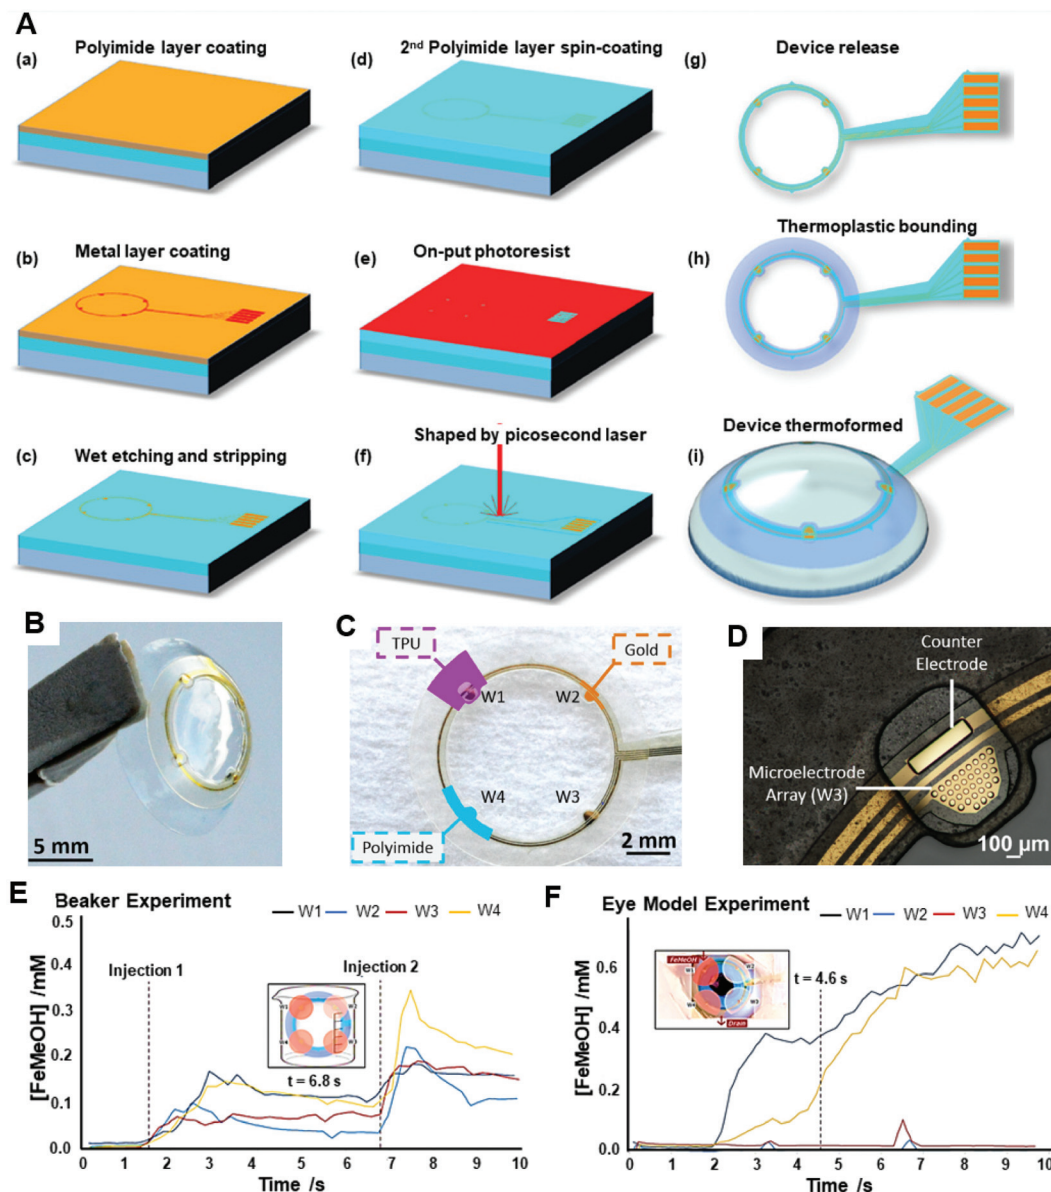 A
Polyimide layer coating
(a)
2nd Polyimide layer spin-coating
(d)
Device release
(g)
Metal layer coating
(b)
On-put photoresist
(e)
Thermoplastic bounding
(h)
Wet etching and stripping
(c)
Shaped by picosecond laser
(f)
Device thermoformed
(i)
B
5 mm
C
TPU
Gold
W1
W2
W4
W3
Polyimide
2 mm
D
Counter
Electrode
Microelectrode
Array (W3)
100 µm
E
Beaker Experiment
W1 W2 W3 W4
Injection 1
Injection 2
t = 6.8 s
[FeMeOH] /mM
0.5
0.4
0.3
0.2
0.1
0.0
0 1 2 3 4 5 6 7 8 9 10
Time /s
F
Eye Model Experiment
W1 W2 W3 W4
FeMeOH
W2
W3
W4
Drain
t = 4.6 s
[FeMeOH] /mM
0.6
0.4
0.2
0.0
0 1 2 3 4 5 6 7 8 9 10
Time /s